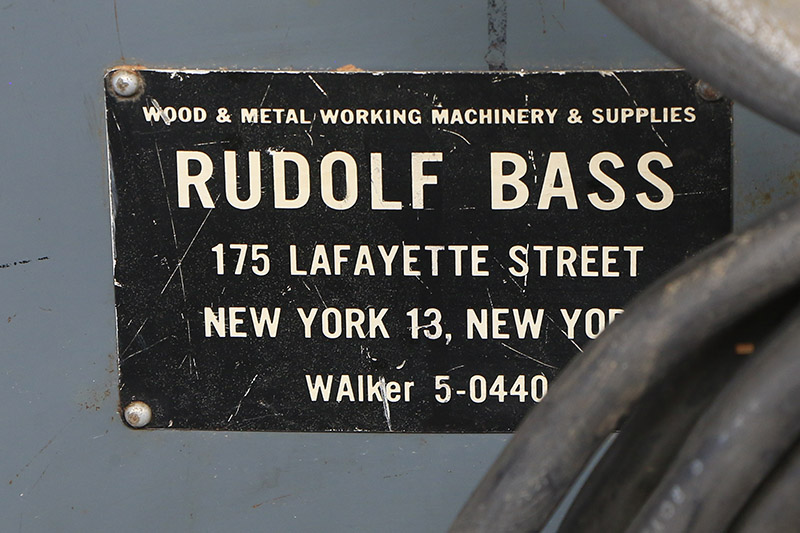 WOOD & METAL WORKING MACHINERY & SUPPLIES
RUDOLF BASS
175 LAFAYETTE STREET
NEW YORK 13, NEW YOR
WAlker 5-0440